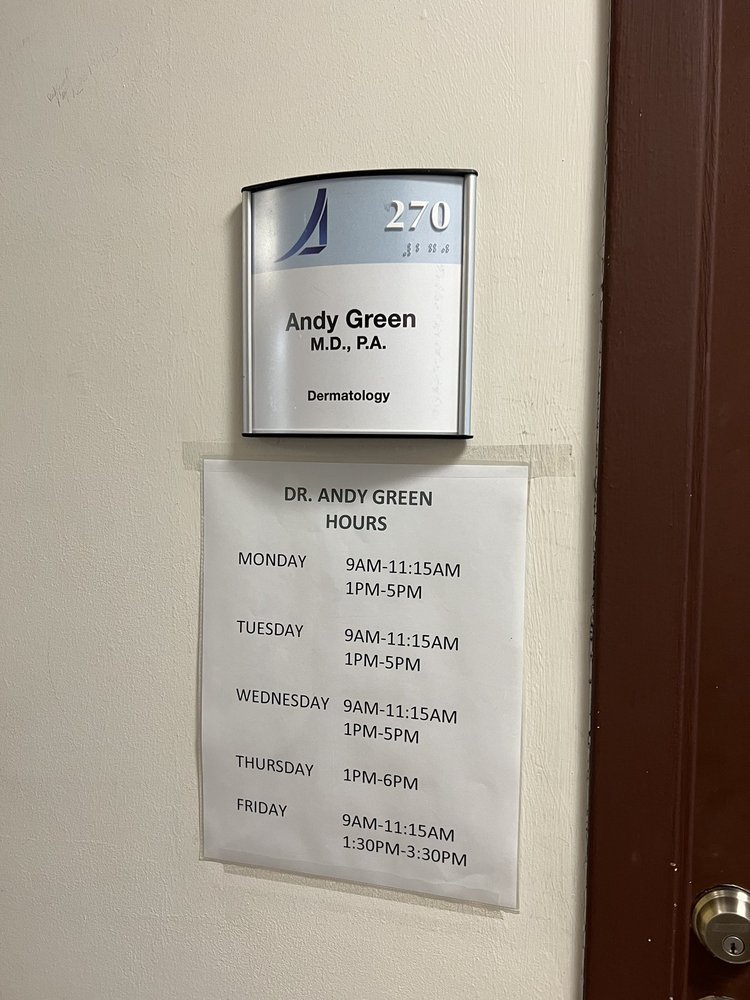 270
Andy Green
M.D., P.A.
Dermatology
DR. ANDY GREEN
HOURS
MONDAY 9AM-11:15AM
1PM-5PM
TUESDAY 9AM-11:15AM
1PM-5PM
WEDNESDAY 9AM-11:15AM
1PM-5PM
THURSDAY 1PM-6PM
FRIDAY 9AM-11:15AM
1:30PM-3:30PM